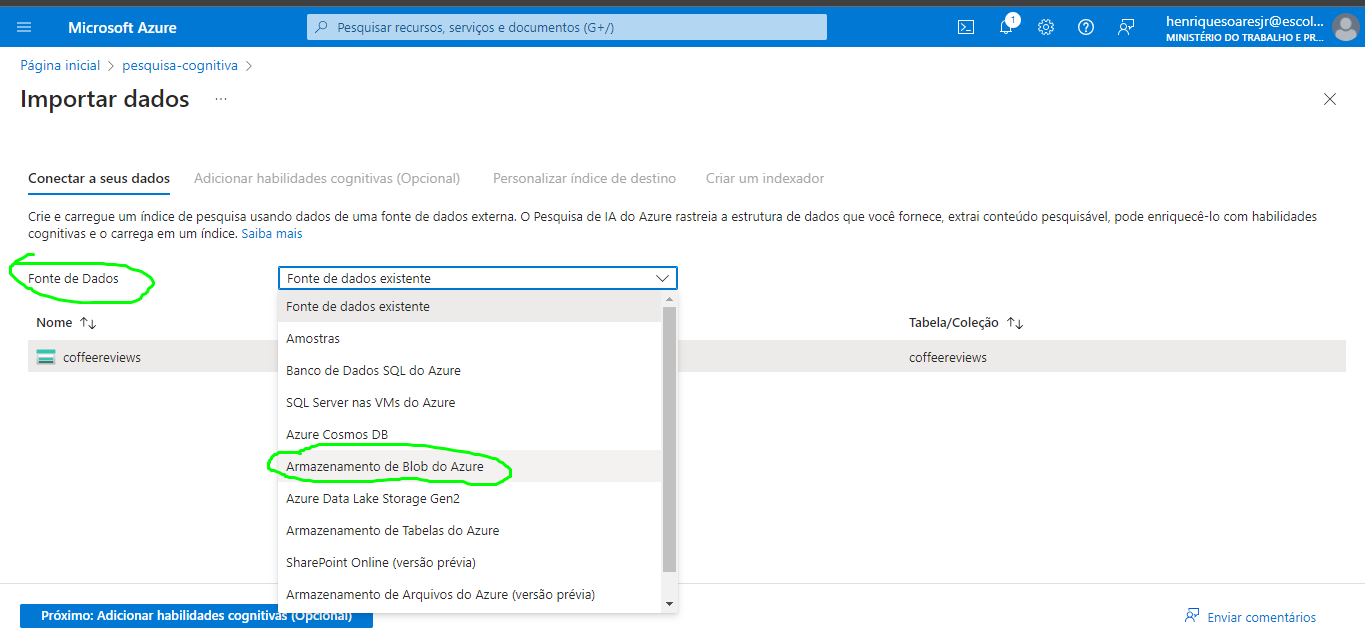 Microsoft Azure
Pesquisar recursos, serviços e documentos (G+/)
1
henriquesoaresjr@escol...
MINISTÉRIO DO TRABALHO E PR...
Página inicial > pesquisa-cognitiva >
Importar dados ...
Conectar a seus dados Adicionar habilidades cognitivas (Opcional) Personalizar índice de destino Criar um indexador
Crie e carregue um índice de pesquisa usando dados de uma fonte de dados externa. O Pesquisa de IA do Azure rastreia a estrutura de dados que você fornece, extrai conteúdo pesquisável, pode enriquecê-lo com habilidades
cognitivas e o carrega em um índice. Saiba mais
Fonte de Dados Fonte de dados existente
Fonte de dados existente
Nome ↑↓ Tabela/Coleção ↑↓
Amostras
coffeereviews coffeereviews
Banco de Dados SQL do Azure
SQL Server nas VMs do Azure
Azure Cosmos DB
Armazenamento de Blob do Azure
Azure Data Lake Storage Gen2
Armazenamento de Tabelas do Azure
SharePoint Online (versão prévia)
Armazenamento de Arquivos do Azure (versão prévia)
Próximo: Adicionar habilidades cognitivas (Opcional)
Enviar comentários